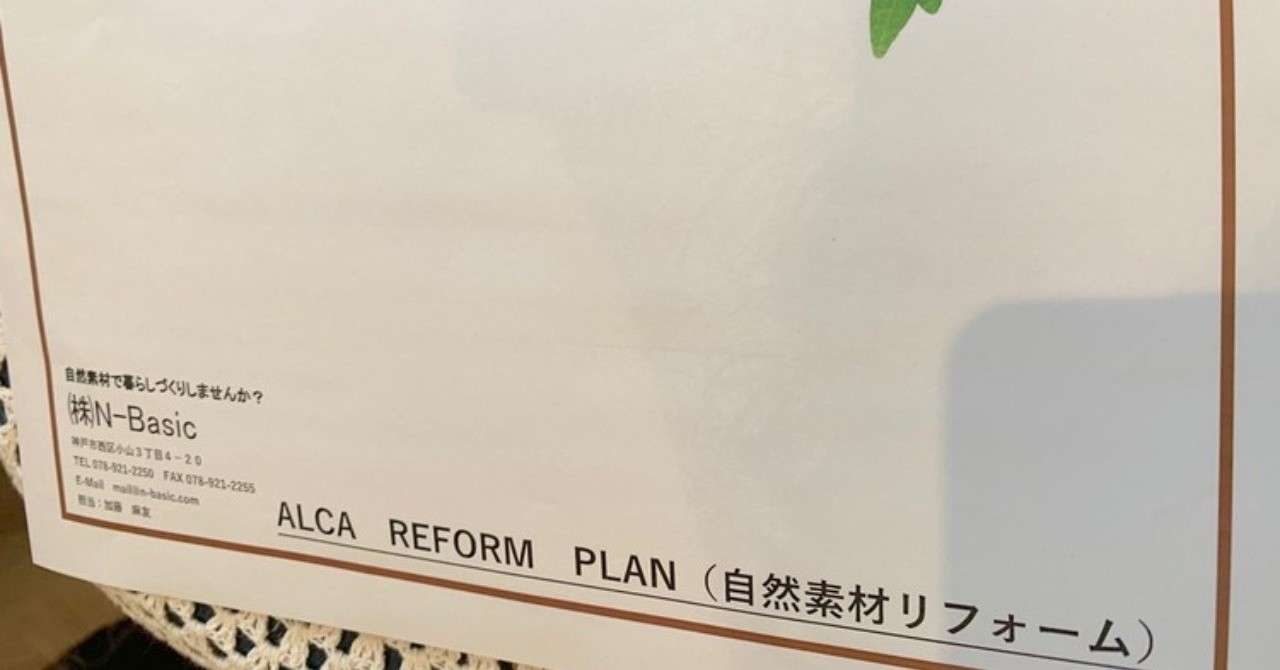 自然素材で暮らしづくりしませんか？
㈱N-Basic
神戸市西区小山３丁目４－２０
TEL 078-921-2250　FAX 078-921-2255
E-Mail　mail@n-basic.com
担当：加藤　麻友
ALCA　REFORM　PLAN（自然素材リフォーム）